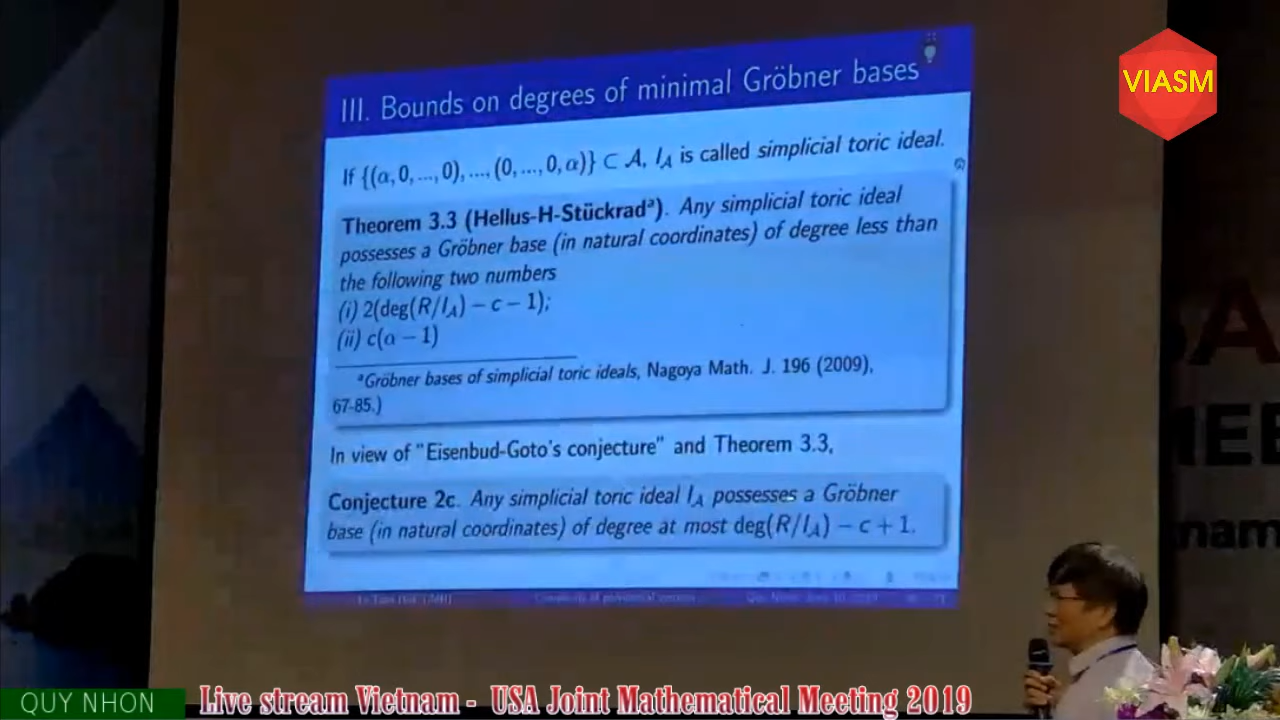 III. Bounds on degrees of minimal Gröbner bases
If {(α, 0, ..., 0), ..., (0, ..., 0, α)} ⊂ A, I_A is called simplicial toric ideal.
Theorem 3.3 (Hellus-H-Stückrad^a). Any simplicial toric ideal
possesses a Gröbner base (in natural coordinates) of degree less than
the following two numbers
(i) 2(deg(R/I_A) − c − 1);
(ii) c(α − 1)
^a Gröbner bases of simplicial toric ideals, Nagoya Math. J. 196 (2009),
67-85.)
In view of "Eisenbud-Goto's conjecture" and Theorem 3.3,
Conjecture 2c. Any simplicial toric ideal I_A possesses a Gröbner
base (in natural coordinates) of degree at most deg(R/I_A) − c + 1.
VIASM
QUY NHON
Live stream Vietnam - USA Joint Mathematical Meeting 2019